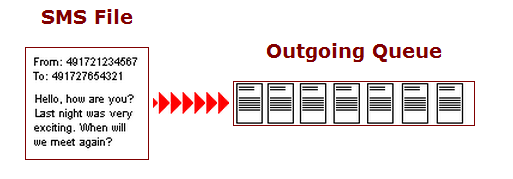 SMS File
From: 491721234567
To: 491727654321
Hello, how are you?
Last night was very
exciting. When will
we meet again?
Outgoing Queue